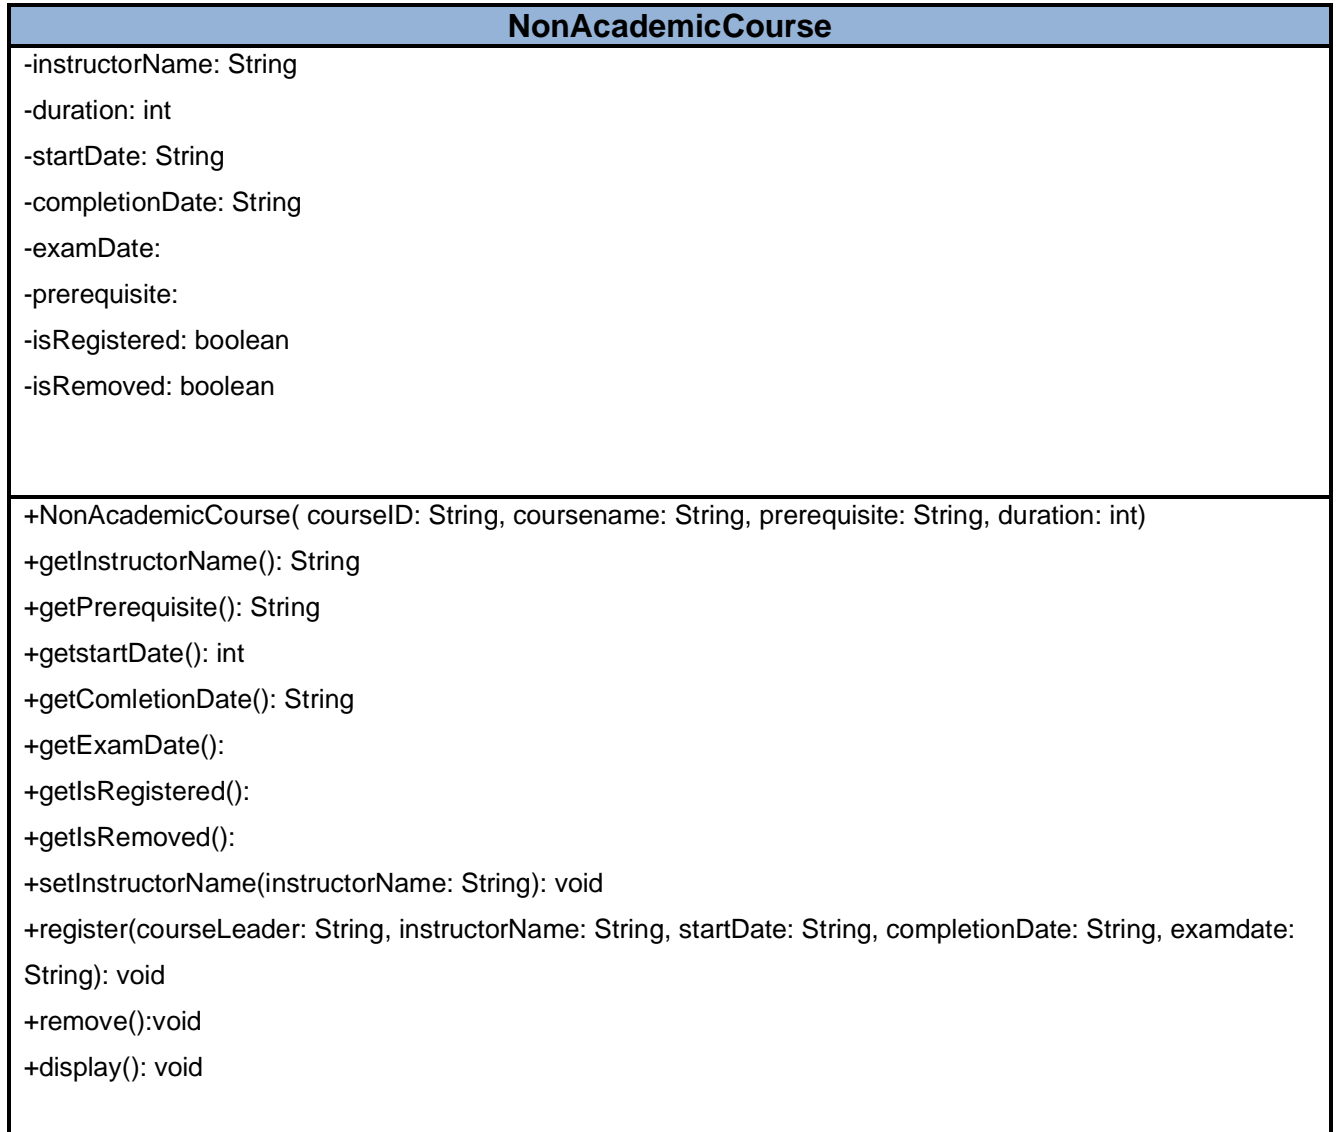 NonAcademicCourse
-instructorName: String
-duration: int
-startDate: String
-completionDate: String
-examDate:
-prerequisite:
-isRegistered: boolean
-isRemoved: boolean
+NonAcademicCourse( courseID: String, coursename: String, prerequisite: String, duration: int)
+getInstructorName(): String
+getPrerequisite(): String
+getstartDate(): int
+getComletionDate(): String
+getExamDate():
+getIsRegistered():
+getIsRemoved():
+setInstructorName(instructorName: String): void
+register(courseLeader: String, instructorName: String, startDate: String, completionDate: String, examdate:
String): void
+remove():void
+display(): void